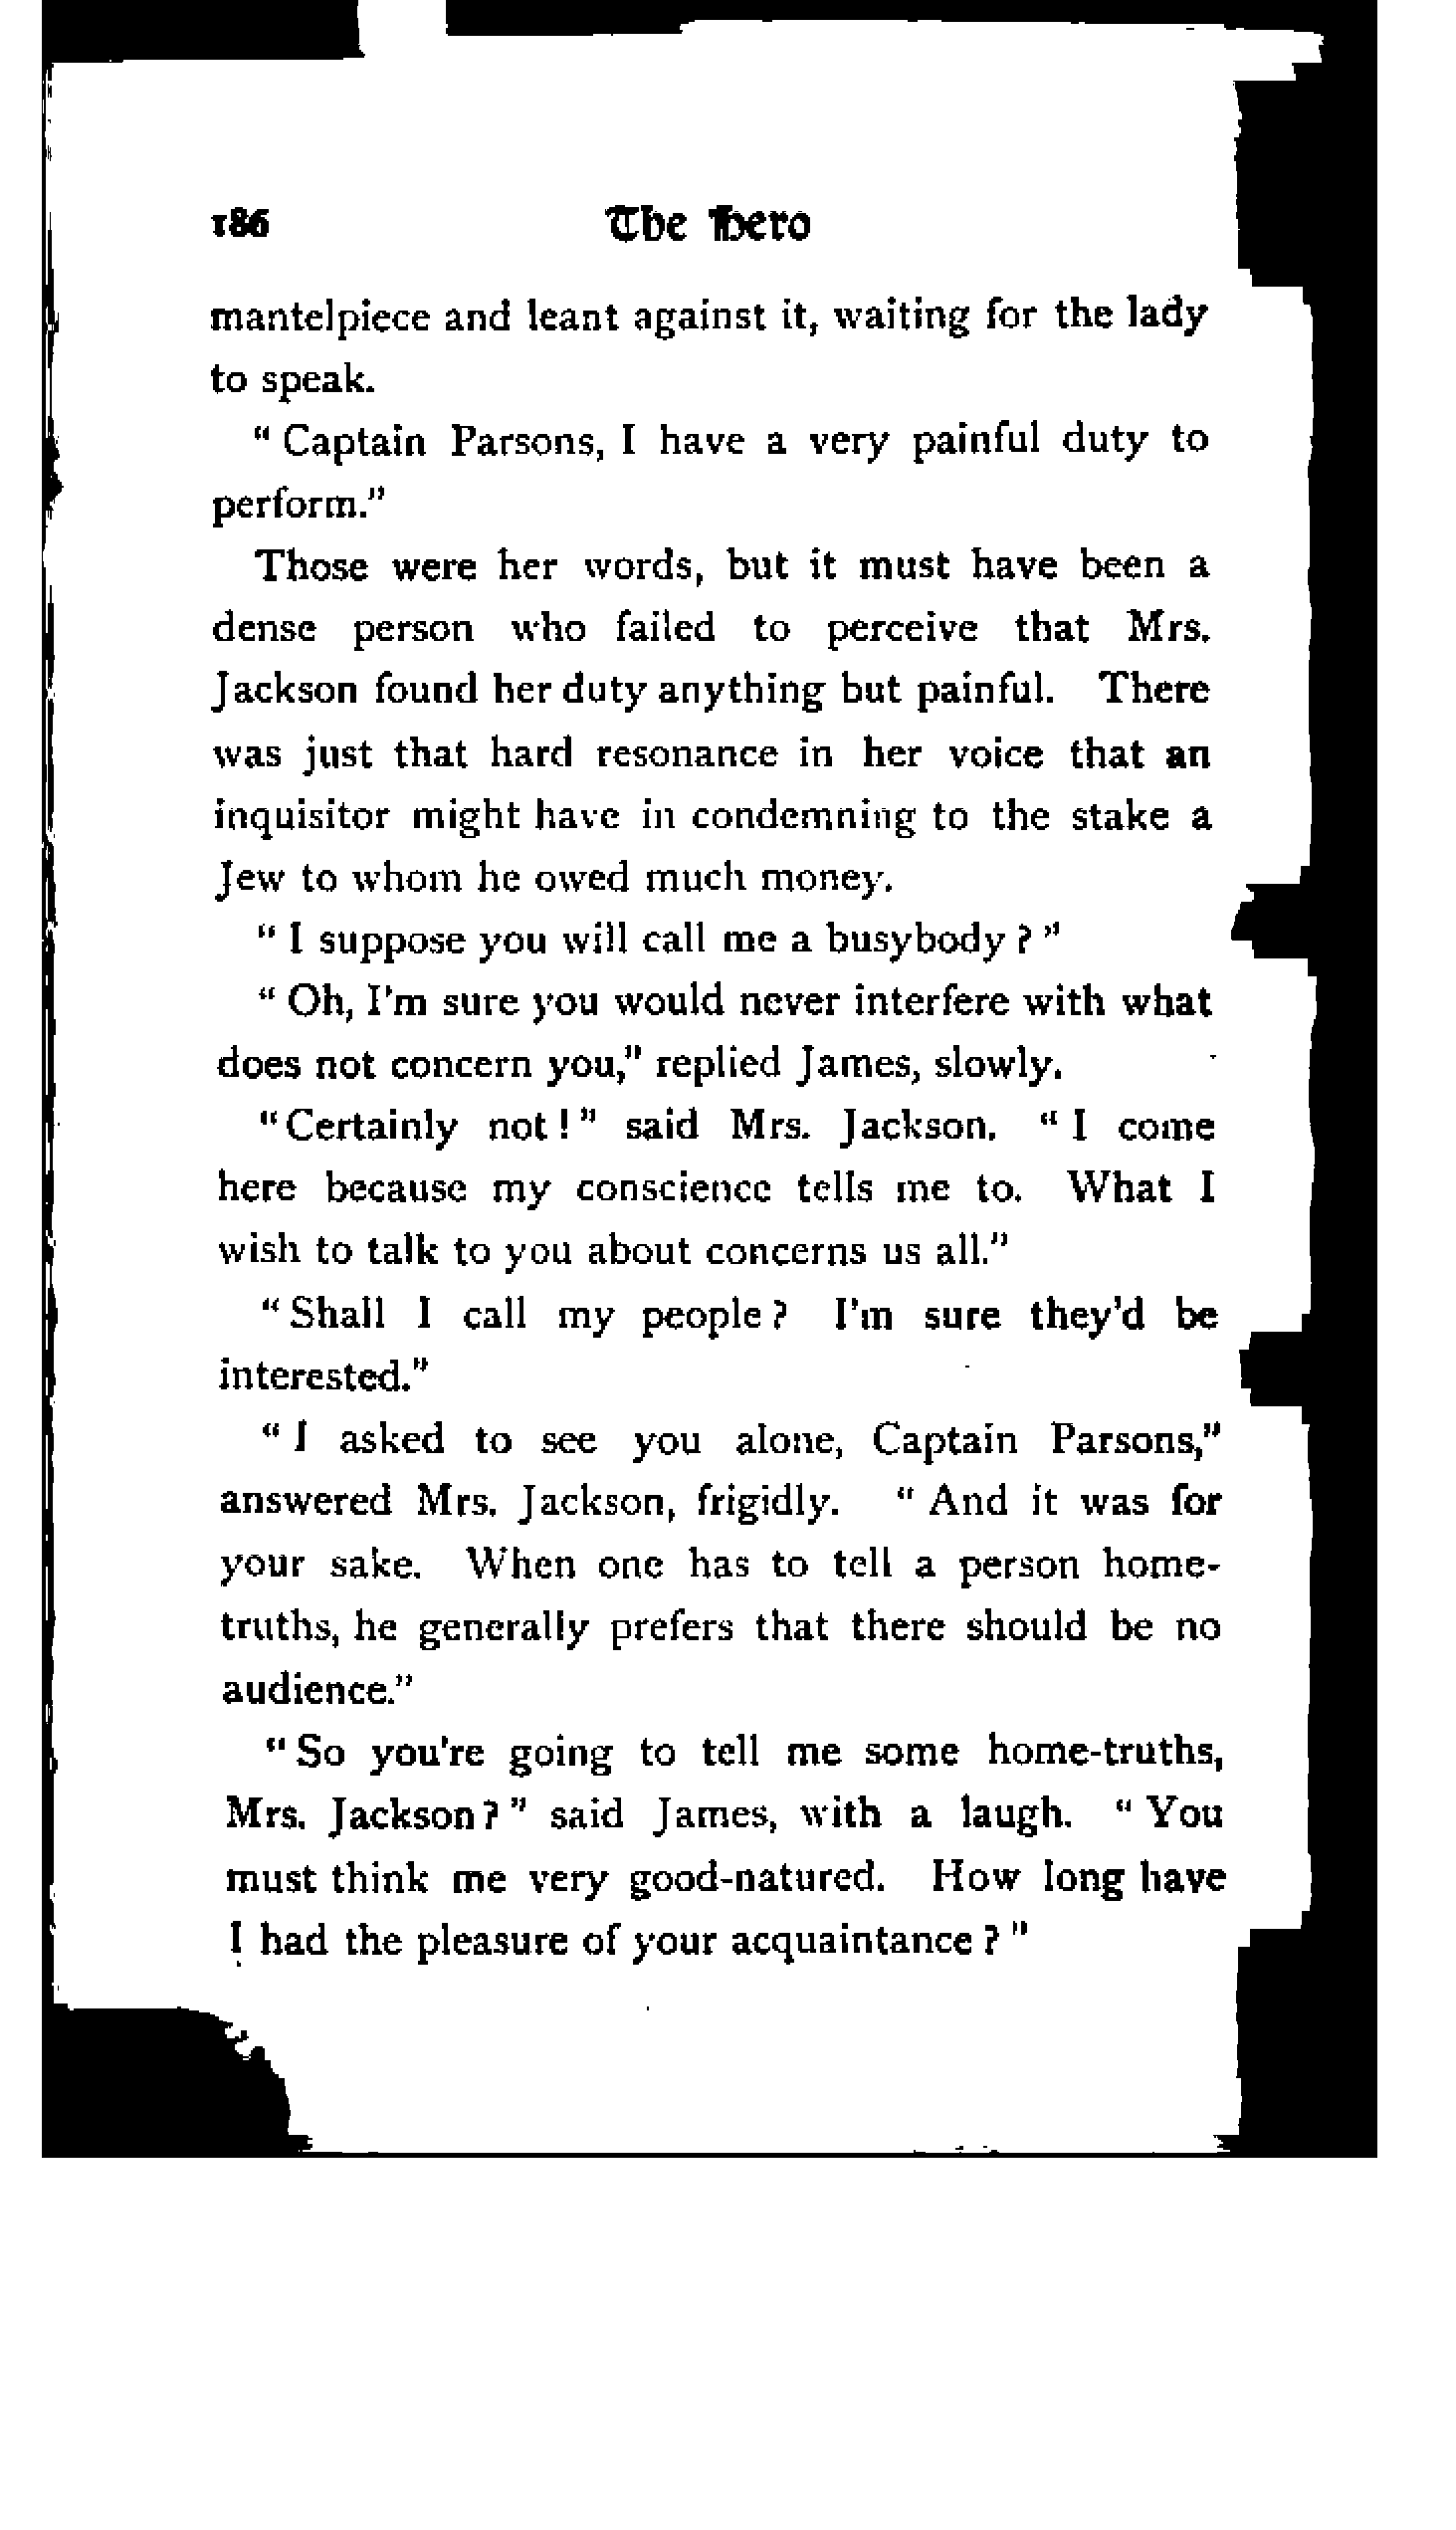 186 The Hero
mantelpiece and leant against it, waiting for the lady
to speak.
" Captain Parsons, I have a very painful duty to
perform."
Those were her words, but it must have been a
dense person who failed to perceive that Mrs.
Jackson found her duty anything but painful. There
was just that hard resonance in her voice that an
inquisitor might have in condemning to the stake a
Jew to whom he owed much money.
" I suppose you will call me a busybody ? "
" Oh, I'm sure you would never interfere with what
does not concern you," replied James, slowly.
"Certainly not ! " said Mrs. Jackson. " I come
here because my conscience tells me to. What I
wish to talk to you about concerns us all."
" Shall I call my people ? I'm sure they'd be
interested."
" I asked to see you alone, Captain Parsons,"
answered Mrs. Jackson, frigidly. " And it was for
your sake. When one has to tell a person home-
truths, he generally prefers that there should be no
audience."
" So you're going to tell me some home-truths,
Mrs. Jackson ? " said James, with a laugh. " You
must think me very good-natured. How long have
I had the pleasure of your acquaintance ? "